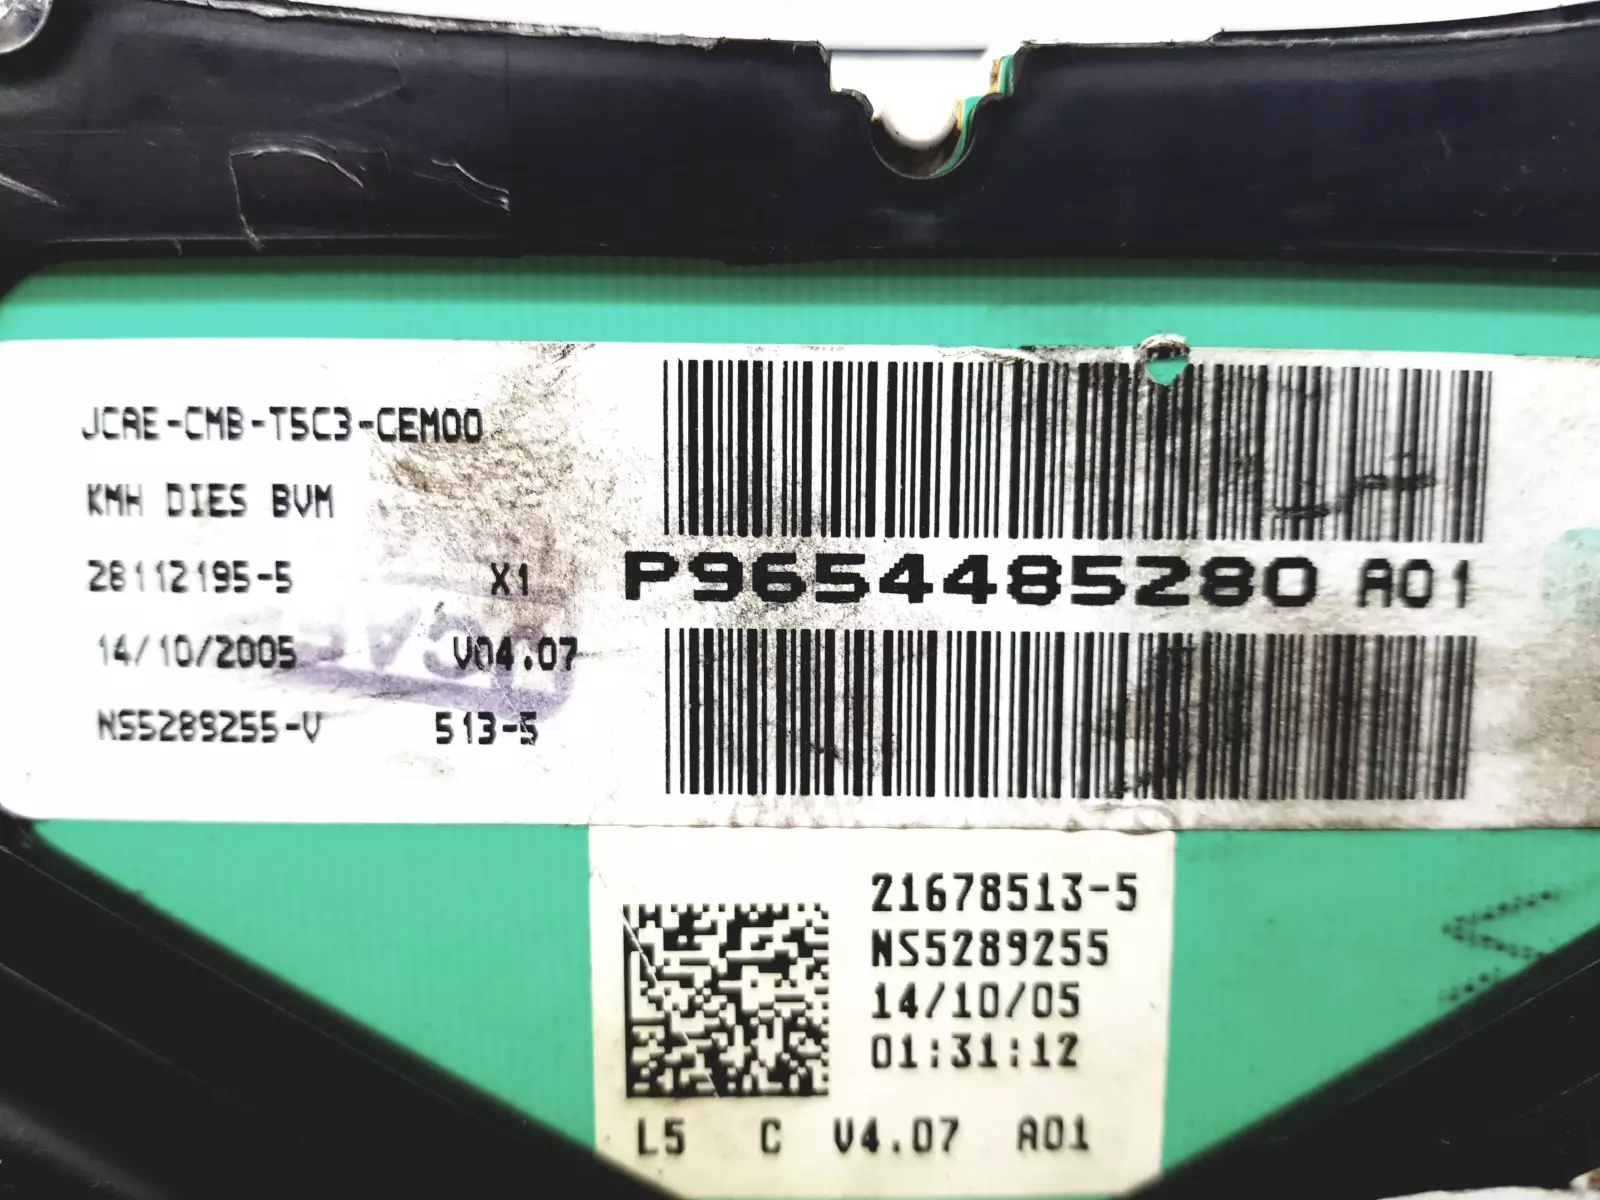 JCAE-CMB-T5C3-CEM00
KMH DIES BVM
28112195-5 X1
14/10/2005 V04.07
NS5289255-V 513-5
P9654485280 A01
21678513-5
NS5289255
14/10/05
01:31:12
L5 C V4.07 A01